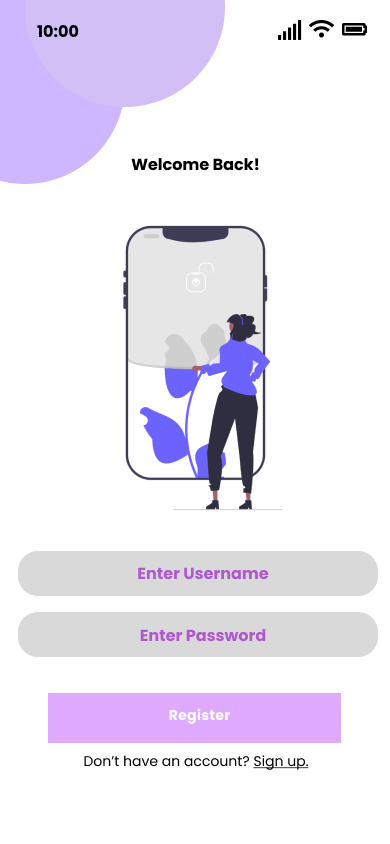 10:00
Welcome Back!
Enter Username
Enter Password
Register
Don’t have an account? Sign up.